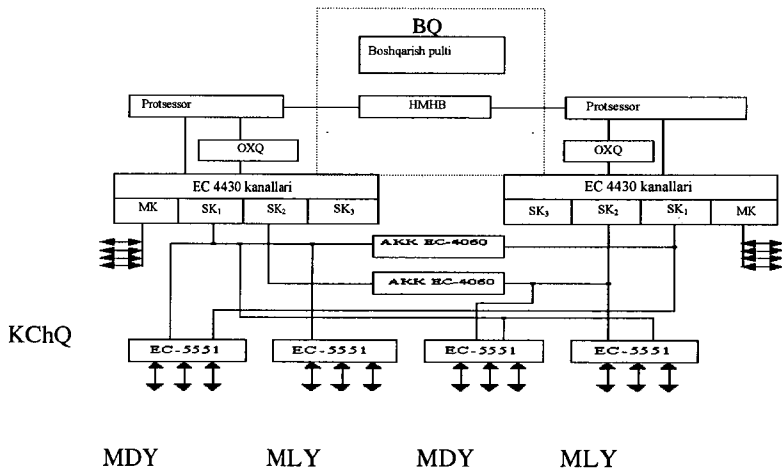 BQ
Boshqarish pulti
Protsessor
HMHB
Protsessor
OXQ
OXQ
EC 4430 kanallari
EC 4430 kanallari
MK
SK₁
SK₂
SK₃
SK₃
SK₂
SK₁
MK
AKK EC-4060
AKK EC-4060
KChQ
EC-5551
EC-5551
EC-5551
EC-5551
MDY
MLY
MDY
MLY